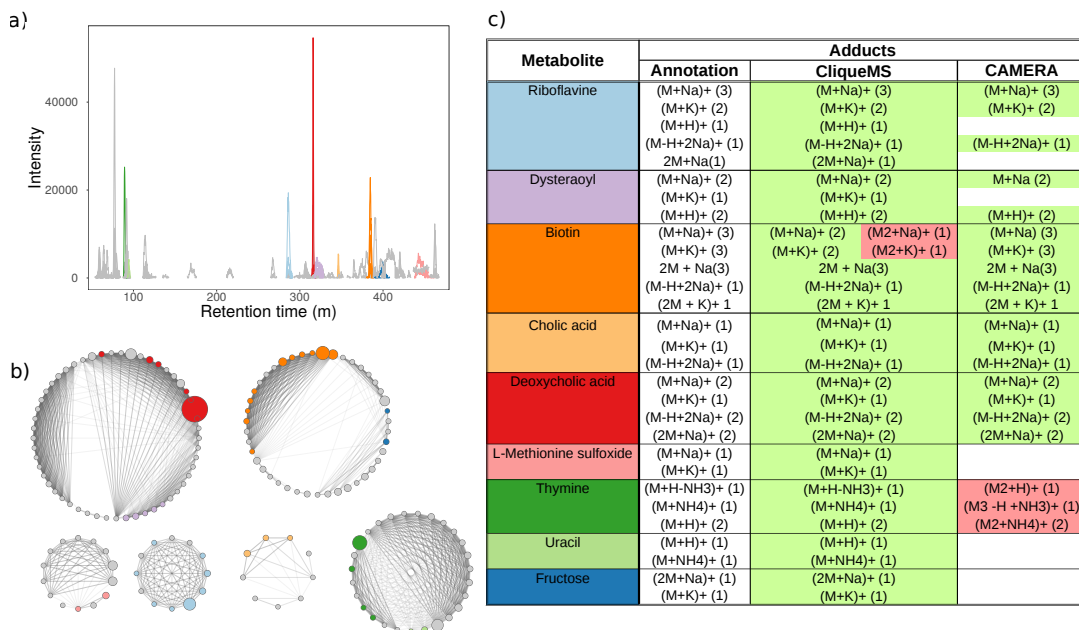 a)
40000
20000
0
Intensity
100
200
300
400
Retention time (m)
b)
c)
Metabolite
Adducts
Annotation CliqueMS CAMERA
Riboflavine (M+Na)+ (3) (M+Na)+ (3) (M+Na)+ (3)
(M+K)+ (2) (M+K)+ (2) (M+K)+ (2)
(M+H)+ (1) (M+H)+ (1)
(M-H+2Na)+ (1) (M-H+2Na)+ (1) (M-H+2Na)+ (1)
2M+Na(1) (2M+Na)+ (1)
Dysteraoyl (M+Na)+ (2) (M+Na)+ (2) M+Na (2)
(M+K)+ (1) (M+K)+ (1)
(M+H)+ (2) (M+H)+ (2) (M+H)+ (2)
Biotin (M+Na)+ (3) (M+Na)+ (2) (M2+Na)+ (1) (M+Na) (3)
(M+K)+ (3) (M+K)+ (2) (M2+K)+ (1) (M+K)+ (3)
2M + Na(3) 2M + Na(3) 2M + Na(3)
(M-H+2Na)+ (1) (M-H+2Na)+ (1) (M-H+2Na)+ (1)
(2M + K)+ 1 (2M + K)+ 1 (2M + K)+ 1
Cholic acid (M+Na)+ (1) (M+Na)+ (1) (M+Na)+ (1)
(M+K)+ (1) (M+K)+ (1) (M+K)+ (1)
(M-H+2Na)+ (1) (M-H+2Na)+ (1) (M-H+2Na)+ (1)
Deoxycholic acid (M+Na)+ (2) (M+Na)+ (2) (M+Na)+ (2)
(M+K)+ (1) (M+K)+ (1) (M+K)+ (1)
(M-H+2Na)+ (2) (M-H+2Na)+ (2) (M-H+2Na)+ (2)
(2M+Na)+ (2) (2M+Na)+ (2) (2M+Na)+ (2)
L-Methionine sulfoxide (M+Na)+ (1) (M+Na)+ (1)
(M+K)+ (1) (M+K)+ (1)
Thymine (M+H-NH3)+ (1) (M+H-NH3)+ (1) (M2+H)+ (1)
(M+NH4)+ (1) (M+NH4)+ (1) (M3 -H +NH3)+ (1)
(M+H)+ (2) (M+H)+ (2) (M2+NH4)+ (2)
Uracil (M+H)+ (1) (M+H)+ (1)
(M+NH4)+ (1) (M+NH4)+ (1)
Fructose (2M+Na)+ (1) (2M+Na)+ (1)
(M+K)+ (1) (M+K)+ (1)